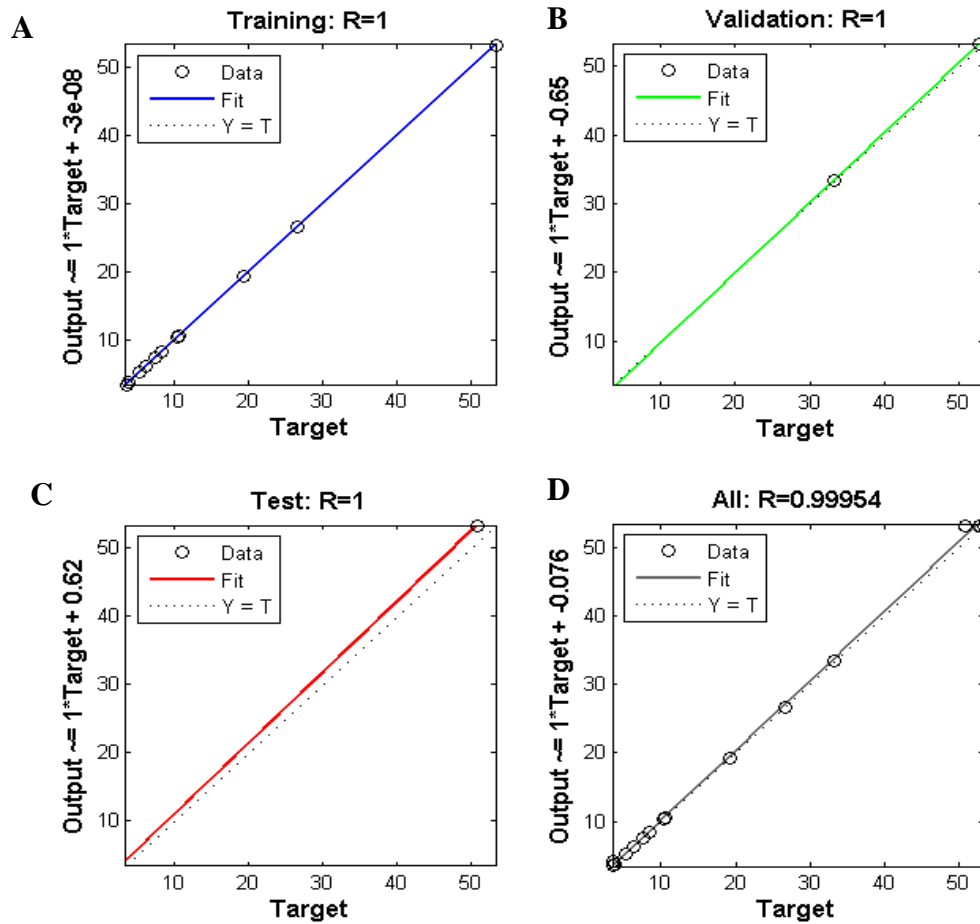 A
Training: R=1
Output ~= 1*Target + -3e-08
Data
Fit
Y = T
50
40
30
20
10
10 20 30 40 50
Target
B
Validation: R=1
Output ~= 1*Target + -0.65
Data
Fit
Y = T
50
40
30
20
10
10 20 30 40 50
Target
C
Test: R=1
Output ~= 1*Target + 0.62
Data
Fit
Y = T
50
40
30
20
10
10 20 30 40 50
Target
D
All: R=0.99954
Output ~= 1*Target + -0.076
Data
Fit
Y = T
50
40
30
20
10
10 20 30 40 50
Target